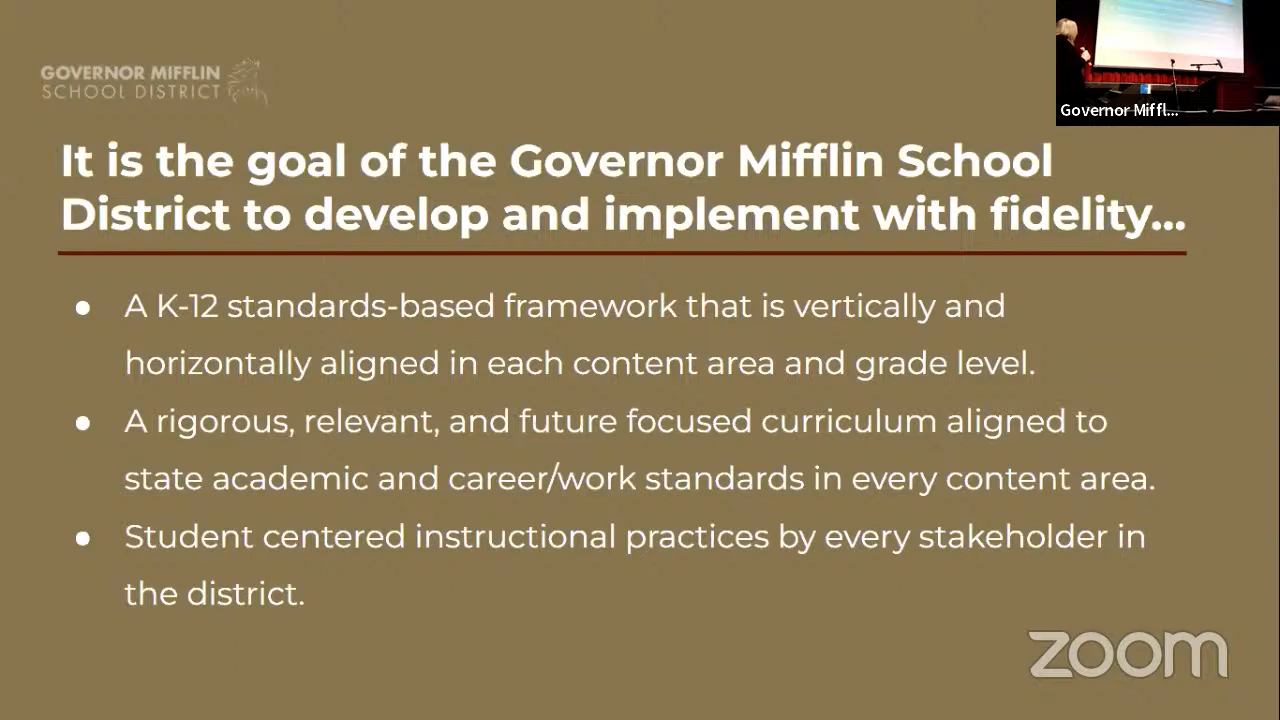 GOVERNOR MIFFLIN
SCHOOL DISTRICT
Governor Miffl...
It is the goal of the Governor Mifflin School
District to develop and implement with fidelity...
● A K-12 standards-based framework that is vertically and
horizontally aligned in each content area and grade level.
● A rigorous, relevant, and future focused curriculum aligned to
state academic and career/work standards in every content area.
● Student centered instructional practices by every stakeholder in
the district.
zoom